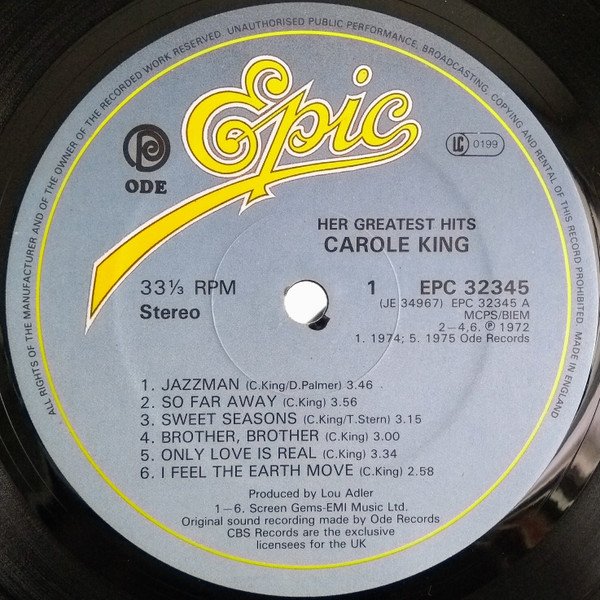 ALL RIGHTS OF THE MANUFACTURER AND OF THE OWNER OF THE RECORDED WORK RESERVED. UNAUTHORISED PUBLIC PERFORMANCE, BROADCASTING, COPYING AND RENTAL OF THIS RECORD PROHIBITED. MADE IN ENGLAND
Epic
ODE
LC 0199
HER GREATEST HITS
CAROLE KING
33⅓ RPM 1 EPC 32345
Stereo (JE 34967) EPC 32345 A
MCPS/BIEM
2—4,6. ℗ 1972
1. 1974; 5. 1975 Ode Records
1. JAZZMAN (C.King/D.Palmer) 3.46
2. SO FAR AWAY (C.King) 3.56
3. SWEET SEASONS (C.King/T.Stern) 3.15
4. BROTHER, BROTHER (C.King) 3.00
5. ONLY LOVE IS REAL (C.King) 3.34
6. I FEEL THE EARTH MOVE (C.King) 2.58
Produced by Lou Adler
1—6. Screen Gems-EMI Music Ltd.
Original sound recording made by Ode Records
CBS Records are the exclusive
licensees for the UK